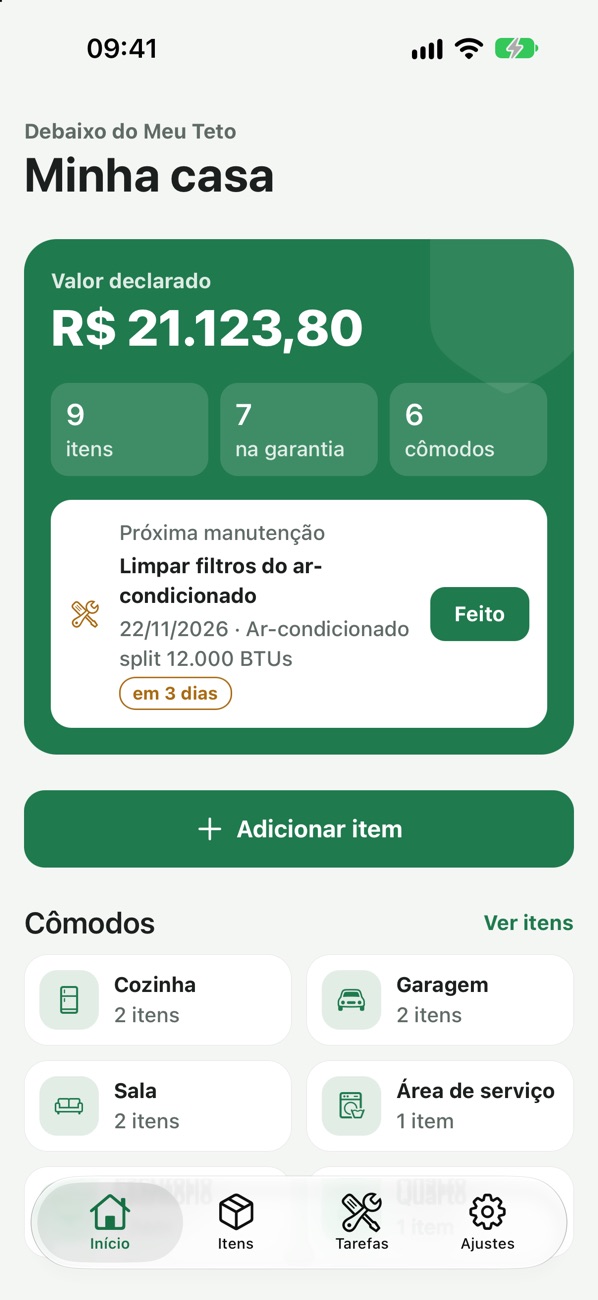 09:41
Debaixo do Meu Teto
Minha casa
Valor declarado
R$ 21.123,80
9
itens
7
na garantia
6
cômodos
Próxima manutenção
Limpar filtros do ar-
condicionado
22/11/2026 · Ar-condicionado
split 12.000 BTUs
em 3 dias
Feito
Adicionar item
Cômodos
Ver itens
Cozinha
2 itens
Garagem
2 itens
Sala
2 itens
Área de serviço
1 item
Quarto
1 item
Início
Itens
Tarefas
Ajustes